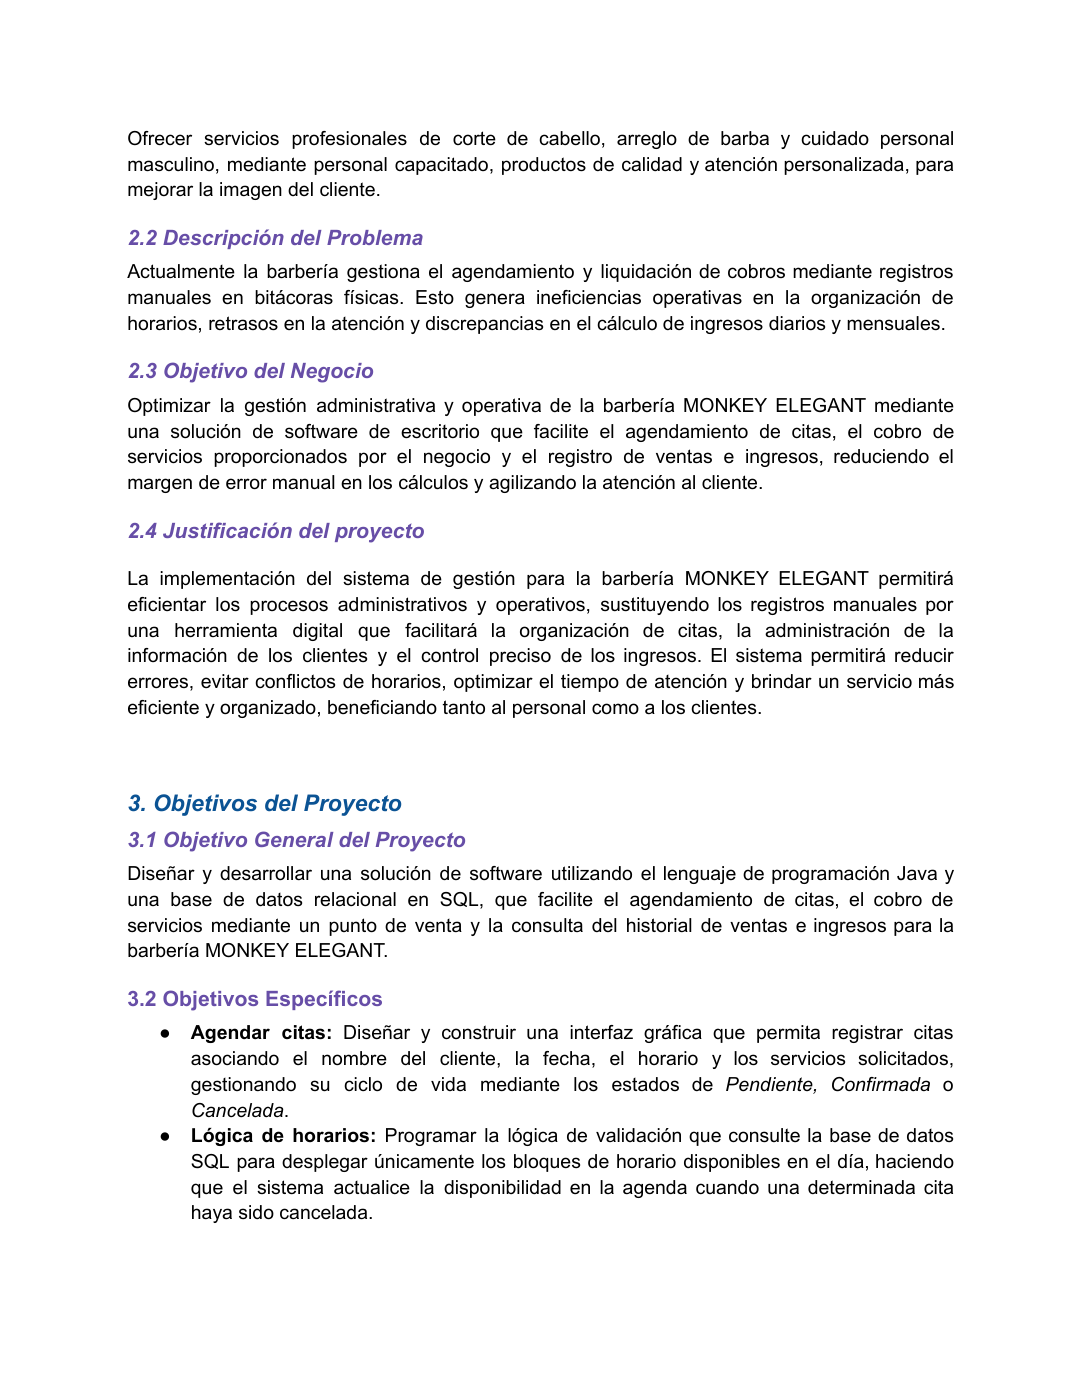 Ofrecer servicios profesionales de corte de cabello, arreglo de barba y cuidado personal
masculino, mediante personal capacitado, productos de calidad y atención personalizada, para
mejorar la imagen del cliente.
2.2 Descripción del Problema
Actualmente la barbería gestiona el agendamiento y liquidación de cobros mediante registros
manuales en bitácoras físicas. Esto genera ineficiencias operativas en la organización de
horarios, retrasos en la atención y discrepancias en el cálculo de ingresos diarios y mensuales.
2.3 Objetivo del Negocio
Optimizar la gestión administrativa y operativa de la barbería MONKEY ELEGANT mediante
una solución de software de escritorio que facilite el agendamiento de citas, el cobro de
servicios proporcionados por el negocio y el registro de ventas e ingresos, reduciendo el
margen de error manual en los cálculos y agilizando la atención al cliente.
2.4 Justificación del proyecto
La implementación del sistema de gestión para la barbería MONKEY ELEGANT permitirá
eficientar los procesos administrativos y operativos, sustituyendo los registros manuales por
una herramienta digital que facilitará la organización de citas, la administración de la
información de los clientes y el control preciso de los ingresos. El sistema permitirá reducir
errores, evitar conflictos de horarios, optimizar el tiempo de atención y brindar un servicio más
eficiente y organizado, beneficiando tanto al personal como a los clientes.
3. Objetivos del Proyecto
3.1 Objetivo General del Proyecto
Diseñar y desarrollar una solución de software utilizando el lenguaje de programación Java y
una base de datos relacional en SQL, que facilite el agendamiento de citas, el cobro de
servicios mediante un punto de venta y la consulta del historial de ventas e ingresos para la
barbería MONKEY ELEGANT.
3.2 Objetivos Específicos
● Agendar citas: Diseñar y construir una interfaz gráfica que permita registrar citas
asociando el nombre del cliente, la fecha, el horario y los servicios solicitados,
gestionando su ciclo de vida mediante los estados de Pendiente, Confirmada o
Cancelada.
● Lógica de horarios: Programar la lógica de validación que consulte la base de datos
SQL para desplegar únicamente los bloques de horario disponibles en el día, haciendo
que el sistema actualice la disponibilidad en la agenda cuando una determinada cita
haya sido cancelada.